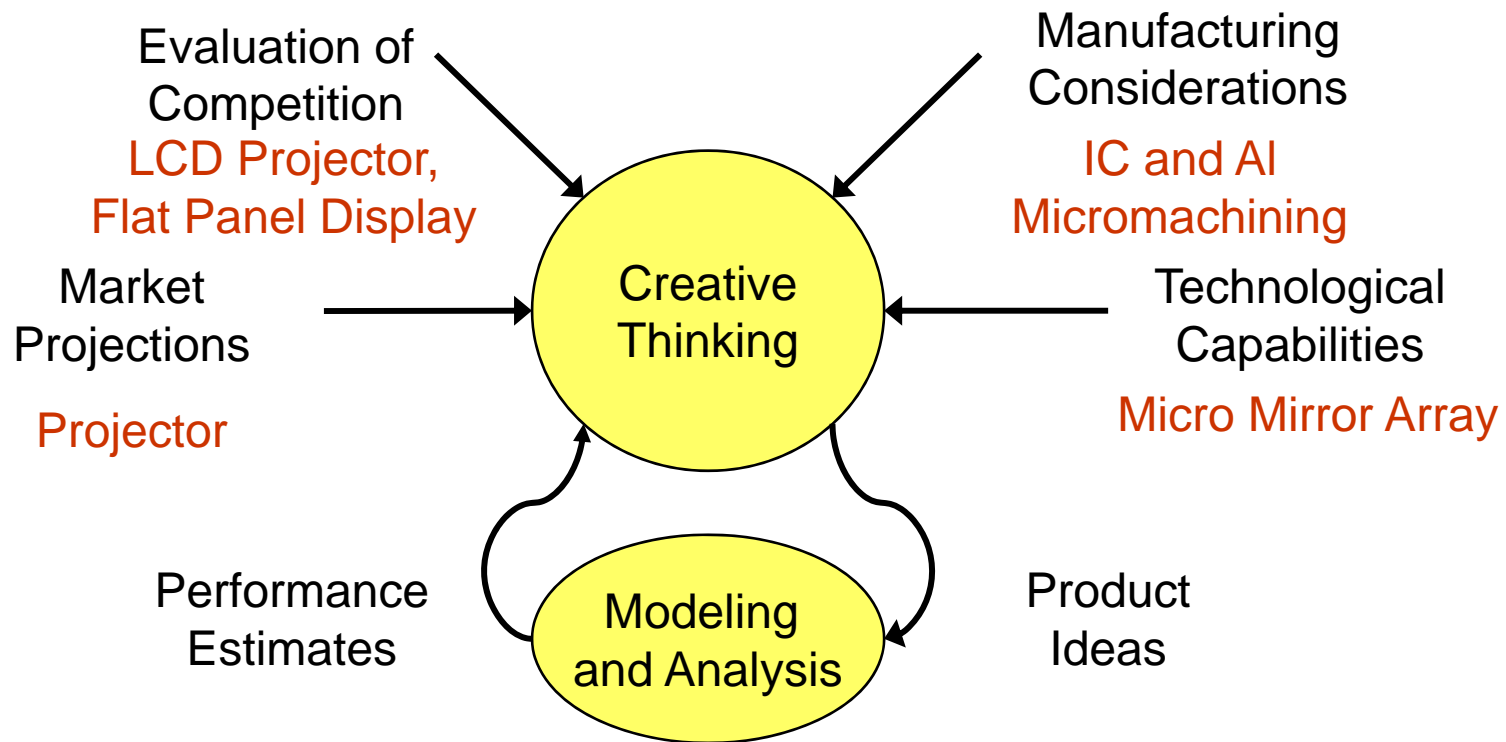 Evaluation of
Competition
LCD Projector,
Flat Panel Display
Market
Projections
Projector
Manufacturing
Considerations
IC and Al
Micromachining
Technological
Capabilities
Micro Mirror Array
Creative
Thinking
Performance
Estimates
Modeling
and Analysis
Product
Ideas